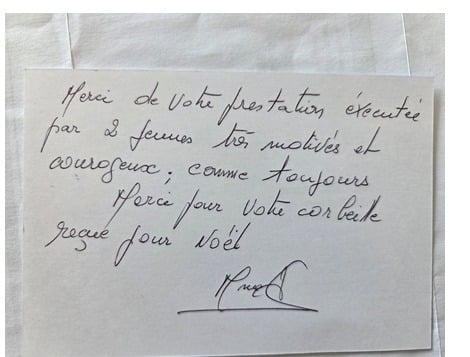 Merci de votre prestation éxecutée
par 2 jeunes très motivés et
courageux, comme toujours
Merci pour votre corbeille
reçue pour Noël